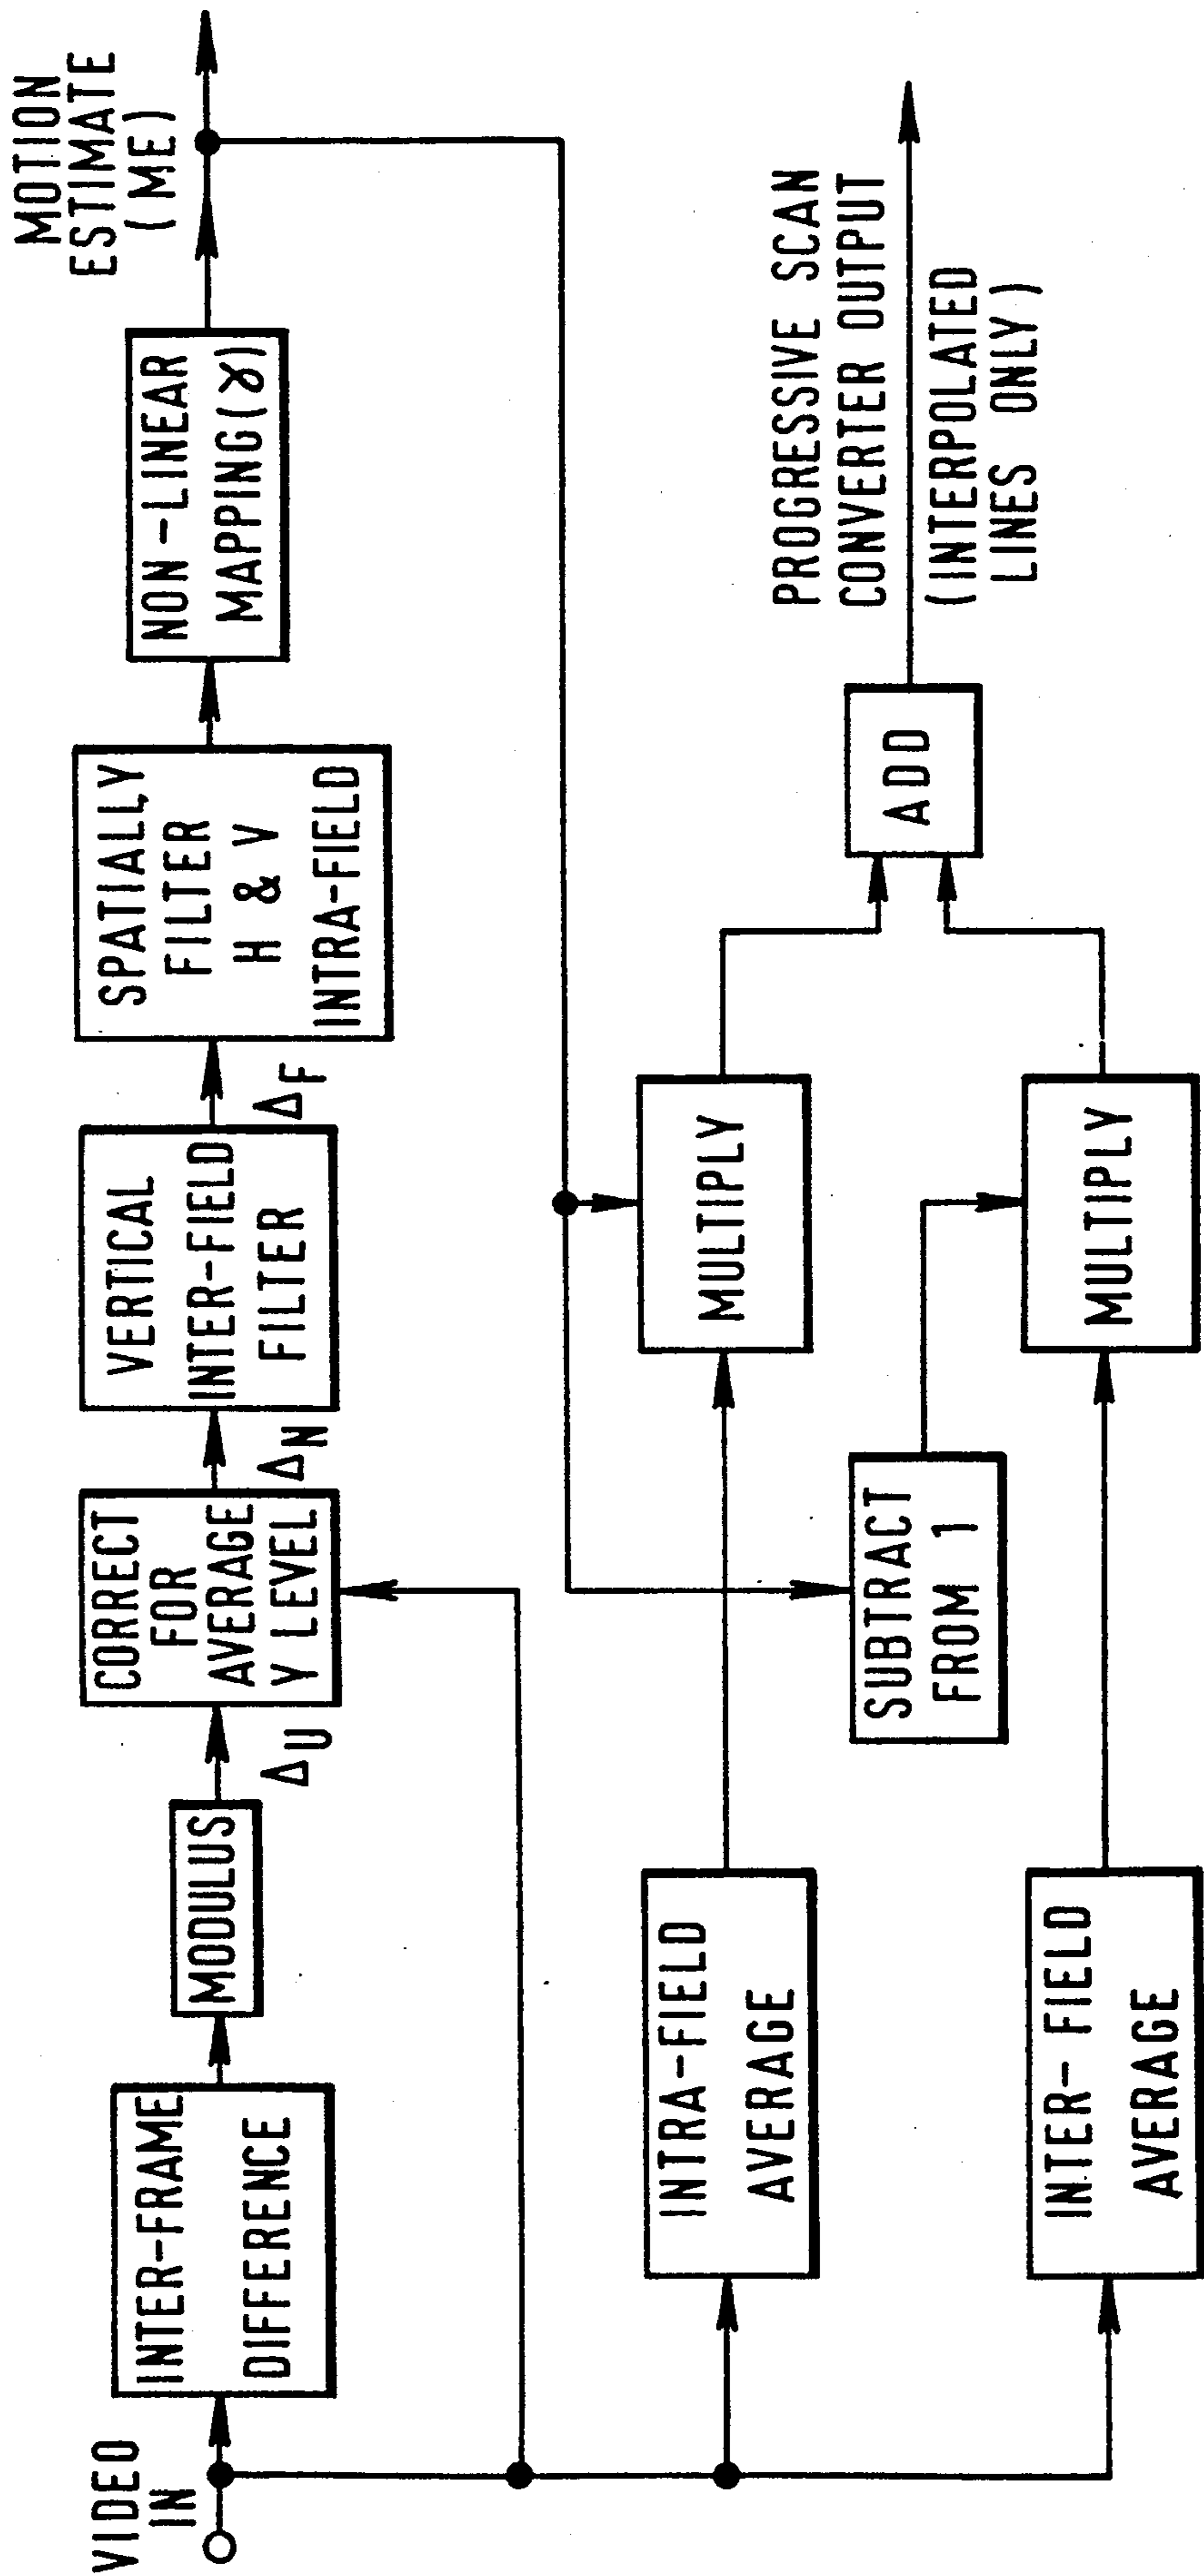 VIDEO
IN
INTER-FRAME
DIFFERENCE
MODULUS
ΔU
CORRECT
FOR
AVERAGE
Y LEVEL
ΔN
VERTICAL
INTER-FIELD
FILTER
ΔF
SPATIALLY
FILTER
H & V
INTRA-FIELD
NON-LINEAR
MAPPING(γ)
MOTION
ESTIMATE
(ME)
INTRA-FIELD
AVERAGE
MULTIPLY
SUBTRACT
FROM 1
INTER-FIELD
AVERAGE
MULTIPLY
ADD
PROGRESSIVE SCAN
CONVERTER OUTPUT
(INTERPOLATED
LINES ONLY)